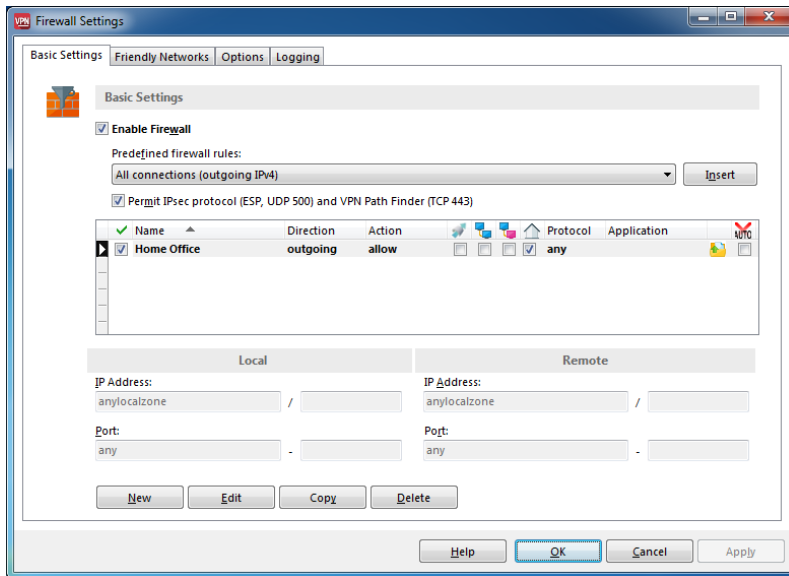 VPN Firewall Settings
Basic Settings Friendly Networks Options Logging
Basic Settings
Enable Firewall
Predefined firewall rules:
All connections (outgoing IPv4) Insert
Permit IPsec protocol (ESP, UDP 500) and VPN Path Finder (TCP 443)
Name Direction Action Protocol Application AUTO
Home Office outgoing allow any
Local Remote
IP Address: IP Address:
anylocalzone / anylocalzone /
Port: Port:
any - any -
New Edit Copy Delete
Help OK Cancel Apply